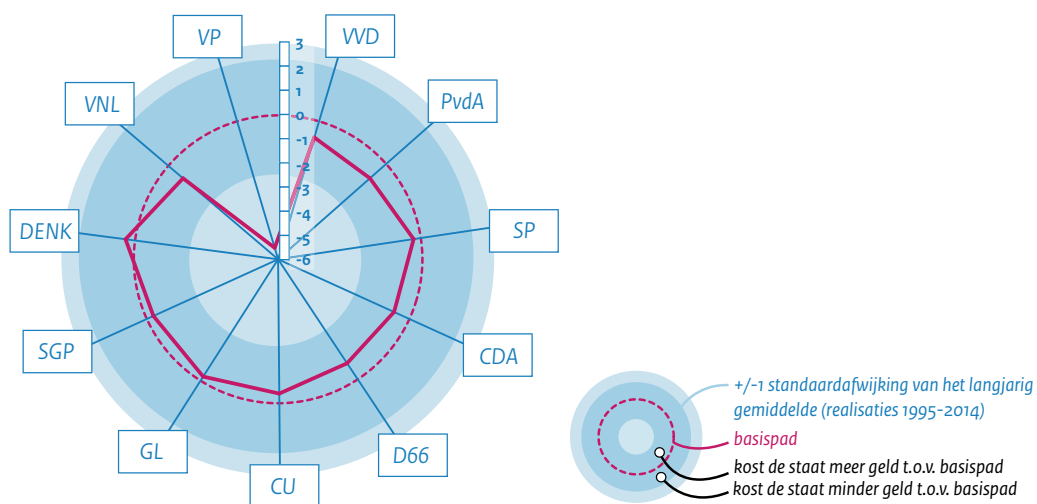 VP
VVD
VNL
PvdA
DENK
SP
SGP
CDA
GL
D66
CU
3
2
1
0
-1
-2
-3
-4
-5
-6
+/-1 standaardafwijking van het langjarig
gemiddelde (realisaties 1995-2014)
basispad
kost de staat meer geld t.o.v. basispad
kost de staat minder geld t.o.v. basispad